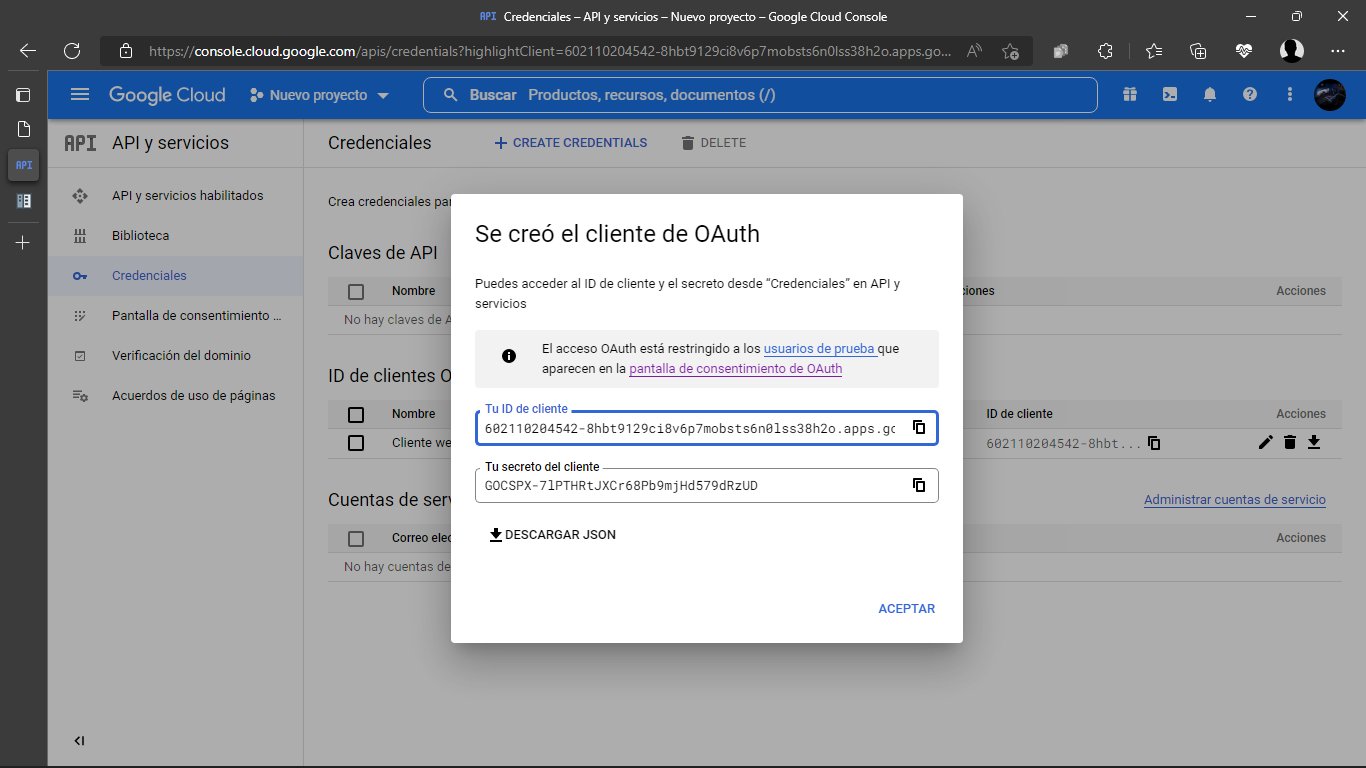 API Credenciales – API y servicios – Nuevo proyecto – Google Cloud Console
https://console.cloud.google.com/apis/credentials?highlightClient=602110204542-8hbt9129ci8v6p7mobsts6n0lss38h2o.apps.go...
Google Cloud
Nuevo proyecto
Buscar Productos, recursos, documentos (/)
API API y servicios
API y servicios habilitados
Biblioteca
Credenciales
Pantalla de consentimiento ...
Verificación del dominio
Acuerdos de uso de páginas
Credenciales
CREATE CREDENTIALS
DELETE
Crea credenciales
Claves de API
Nombre
Acciones
No hay claves de
ID de clientes
Nombre
ID de cliente
Acciones
Cliente
602110204542-8hbt...
Cuentas de
Administrar cuentas de servicio
Correo
Acciones
No hay cuentas de
Se creó el cliente de OAuth
Puedes acceder al ID de cliente y el secreto desde “Credenciales” en API y
servicios
El acceso OAuth está restringido a los usuarios de prueba que
aparecen en la pantalla de consentimiento de OAuth
Tu ID de cliente
602110204542-8hbt9129ci8v6p7mobsts6n0lss38h2o.apps.go
Tu secreto del cliente
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
DESCARGAR JSON
ACEPTAR